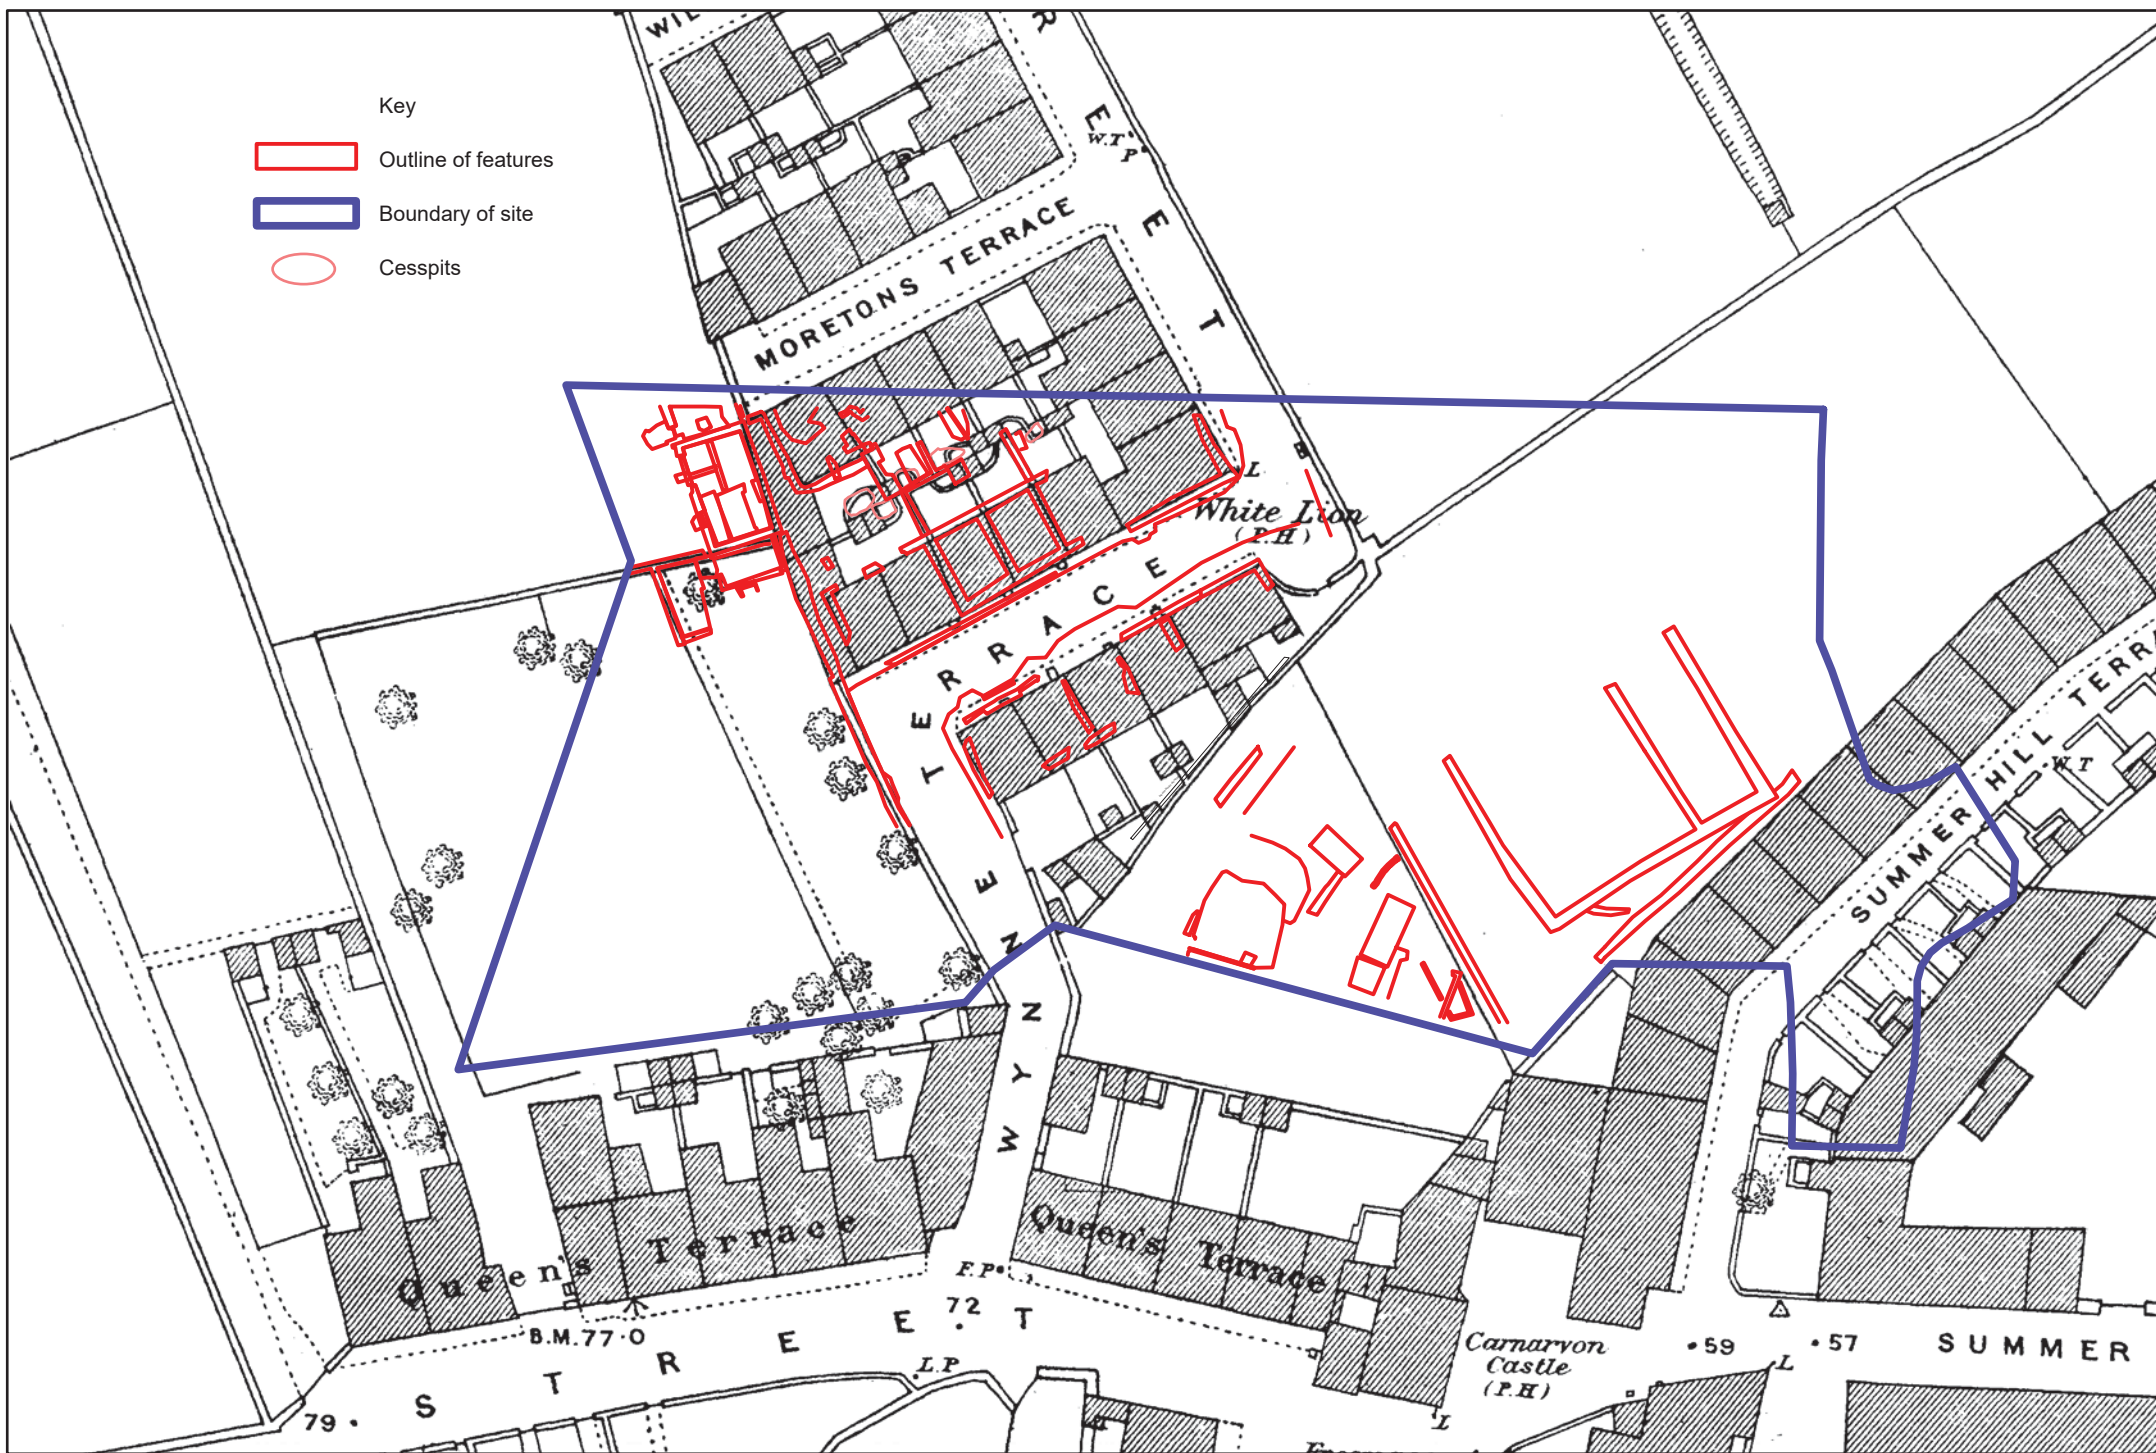 WIL
R
E
E
T
W.T.
P
Key
Outline of features
Boundary of site
Cesspits
MORETONS TERRACE
L
White Lion
(P.H)
WYNNE TERRACE
SUMMER HILL TERRA
W.T
Queen's Terrace
Queen's Terrace
F.P
72
B.M.77·0
STREET
L.P
79
Carnarvon
Castle
(P.H)
L
59
57
L
SUMMER